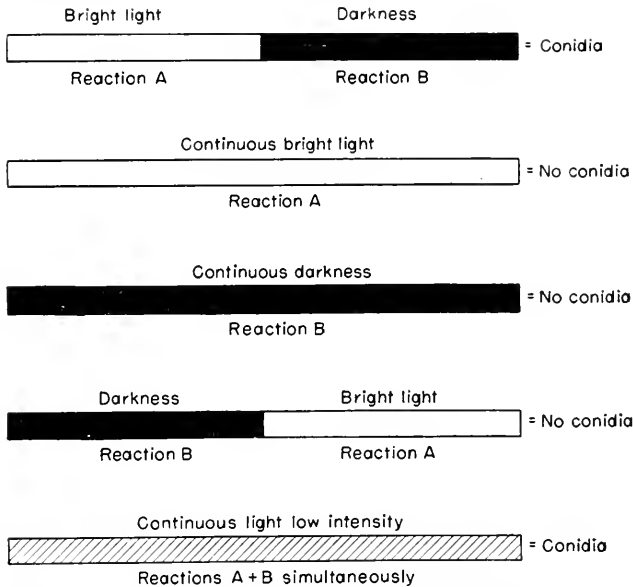 Bright light Darkness
= Conidia
Reaction A Reaction B
Continuous bright light
= No conidia
Reaction A
Continuous darkness
= No conidia
Reaction B
Darkness Bright light
= No conidia
Reaction B Reaction A
Continuous light low intensity
= Conidia
Reactions A+B simultaneously